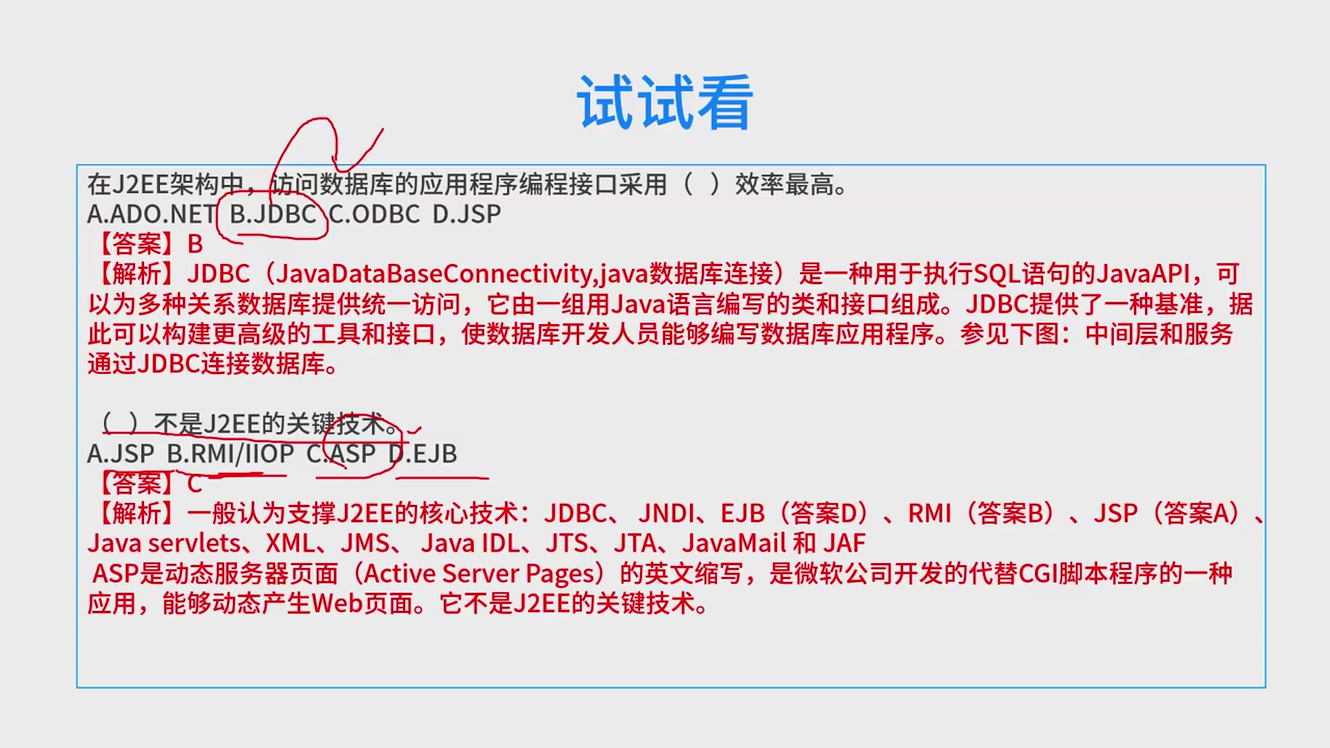 试试看
在J2EE架构中，访问数据库的应用程序编程接口采用（ ）效率最高。
A.ADO.NET B.JDBC C.ODBC D.JSP
【答案】B
【解析】JDBC（JavaDataBaseConnectivity,java数据库连接）是一种用于执行SQL语句的JavaAPI，可
以为多种关系数据库提供统一访问，它由一组用Java语言编写的类和接口组成。JDBC提供了一种基准，据
此可以构建更高级的工具和接口，使数据库开发人员能够编写数据库应用程序。参见下图：中间层和服务
通过JDBC连接数据库。
（ ）不是J2EE的关键技术。
A.JSP B.RMI/IIOP C.ASP D.EJB
【答案】C
【解析】一般认为支撑J2EE的核心技术：JDBC、 JNDI、EJB（答案D）、RMI（答案B）、JSP（答案A）、
Java servlets、XML、JMS、 Java IDL、JTS、JTA、JavaMail 和 JAF
ASP是动态服务器页面（Active Server Pages）的英文缩写，是微软公司开发的代替CGI脚本程序的一种
应用，能够动态产生Web页面。它不是J2EE的关键技术。